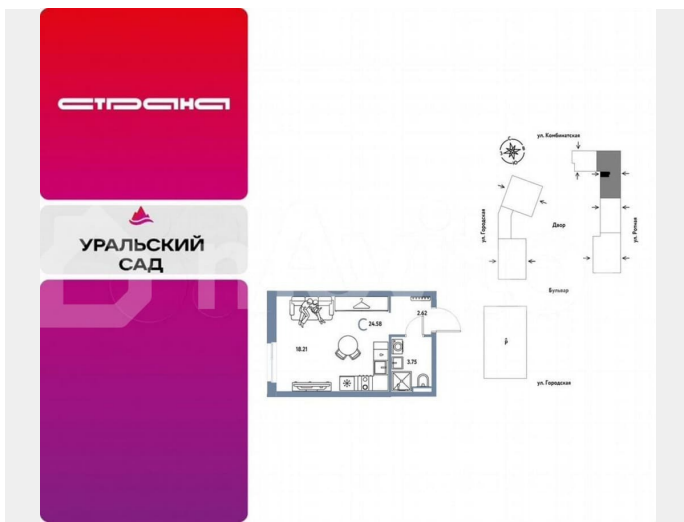 страна
УРАЛЬСКИЙ
САД
С 24.58
2.62
18.21
3.75
ул. Комбинатская
ул. Городская
Двор
ул. Ратная
Бульвар
P
ул. Городская